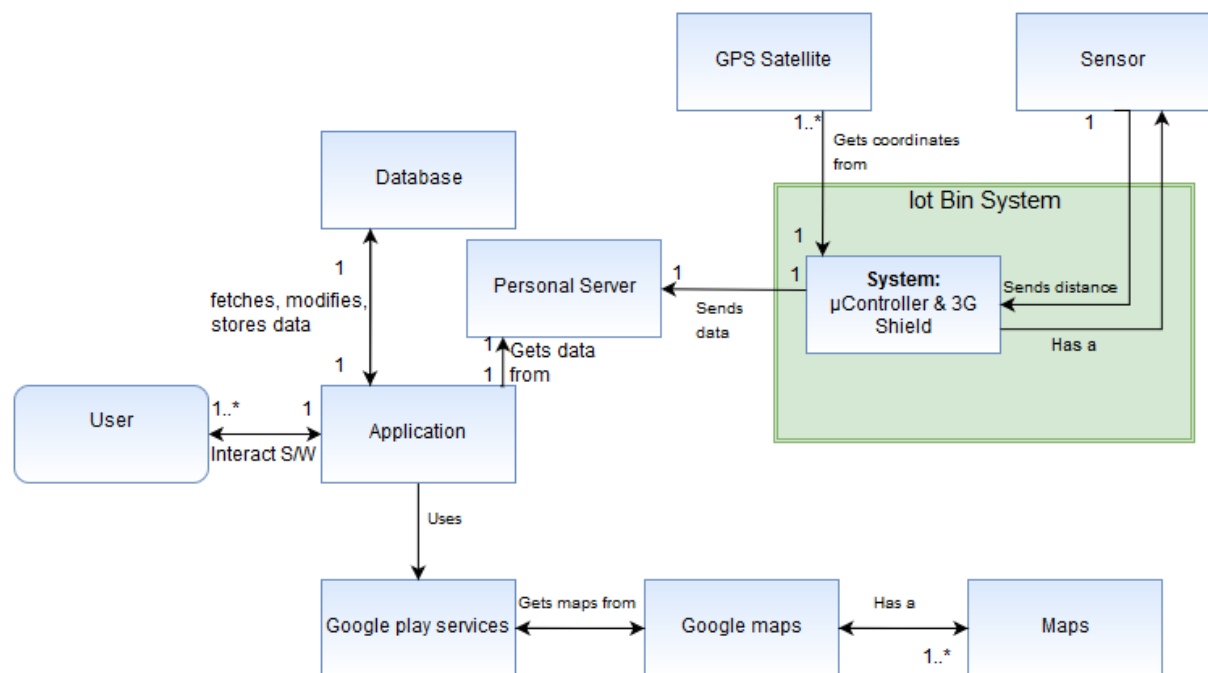 GPS Satellite
Sensor
1..*
1
Gets coordinates
from
Database
Iot Bin System
1
Personal Server
1
1
System:
µController & 3G
Shield
Sends distance
1
fetches, modifies,
stores data
Sends
data
Has a
1
Gets data
from
1
1
User
1..*
1
Interact S/W
Application
Uses
Google play services
Gets maps from
Google maps
Has a
1..*
Maps